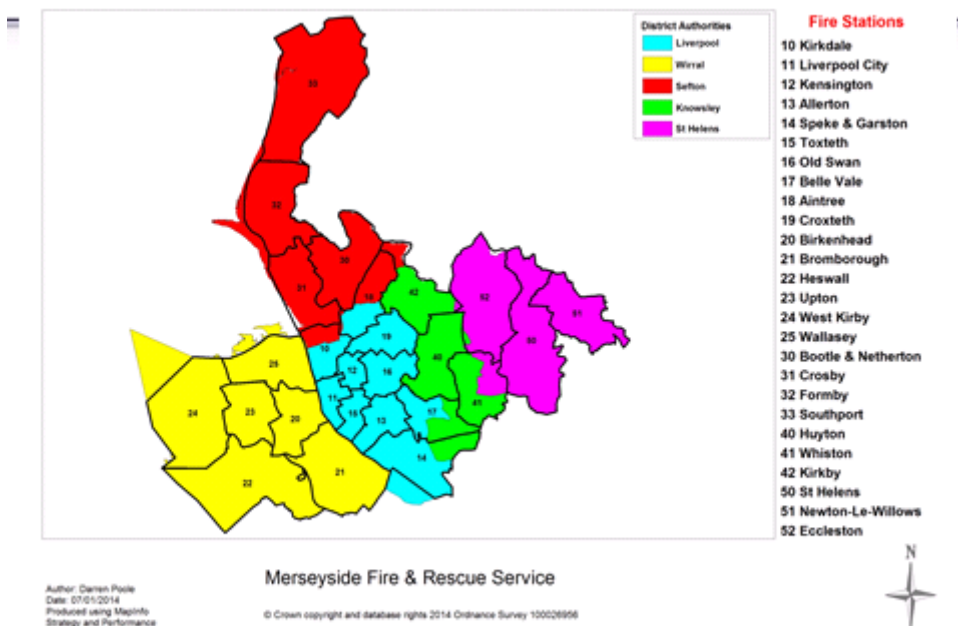 District Authorities
Liverpool
Wirral
Sefton
Knowsley
St Helens
Fire Stations
10 Kirkdale
11 Liverpool City
12 Kensington
13 Allerton
14 Speke & Garston
15 Toxteth
16 Old Swan
17 Belle Vale
18 Aintree
19 Croxteth
20 Birkenhead
21 Bromborough
22 Heswall
23 Upton
24 West Kirby
25 Wallasey
30 Bootle & Netherton
31 Crosby
32 Formby
33 Southport
40 Huyton
41 Whiston
42 Kirkby
50 St Helens
51 Newton-Le-Willows
52 Eccleston
33
32
30
31
18
42
52
51
50
10
19
40
25
12
16
11
41
24
23
20
15
13
17
14
22
21
N
Merseyside Fire & Rescue Service
Author: Darren Poole
Date: 07/01/2014
Produced using MapInfo
Strategy and Performance
© Crown copyright and database rights 2014 Ordnance Survey 100026956